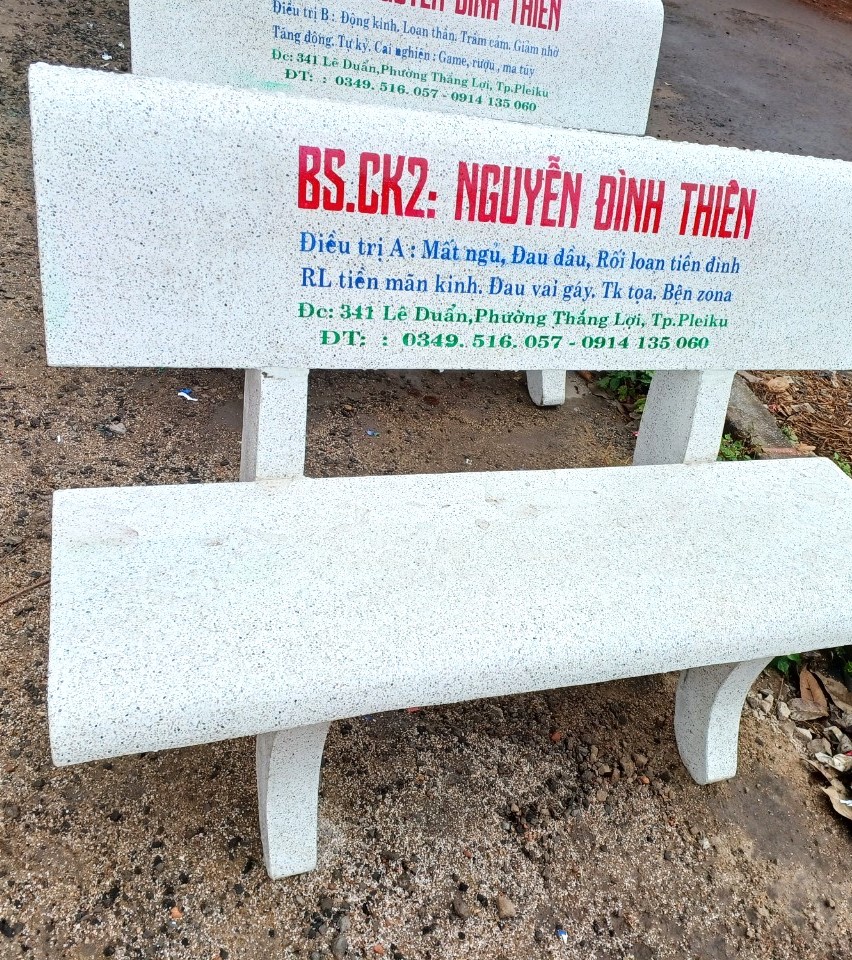 NGUYỄN ĐÌNH THIÊN
Điều trị B : Động kinh, Loạn thần. Trầm cảm. Giảm nhớ
Tăng động. Tự kỷ. Cai nghiện : Game, rượu , ma túy
Đc: 341 Lê Duẩn,Phường Thắng Lợi, Tp.Pleiku
ĐT: : 0349. 516. 057 - 0914 135 060
BS.CK2: NGUYỄN ĐÌNH THIÊN
Điều trị A : Mất ngủ, Đau đầu, Rối loạn tiền đình
RL tiền mãn kinh. Đau vai gáy. Tk tọa. Bện zona
Đc: 341 Lê Duẩn,Phường Thắng Lợi, Tp.Pleiku
ĐT: : 0349. 516. 057 - 0914 135 060